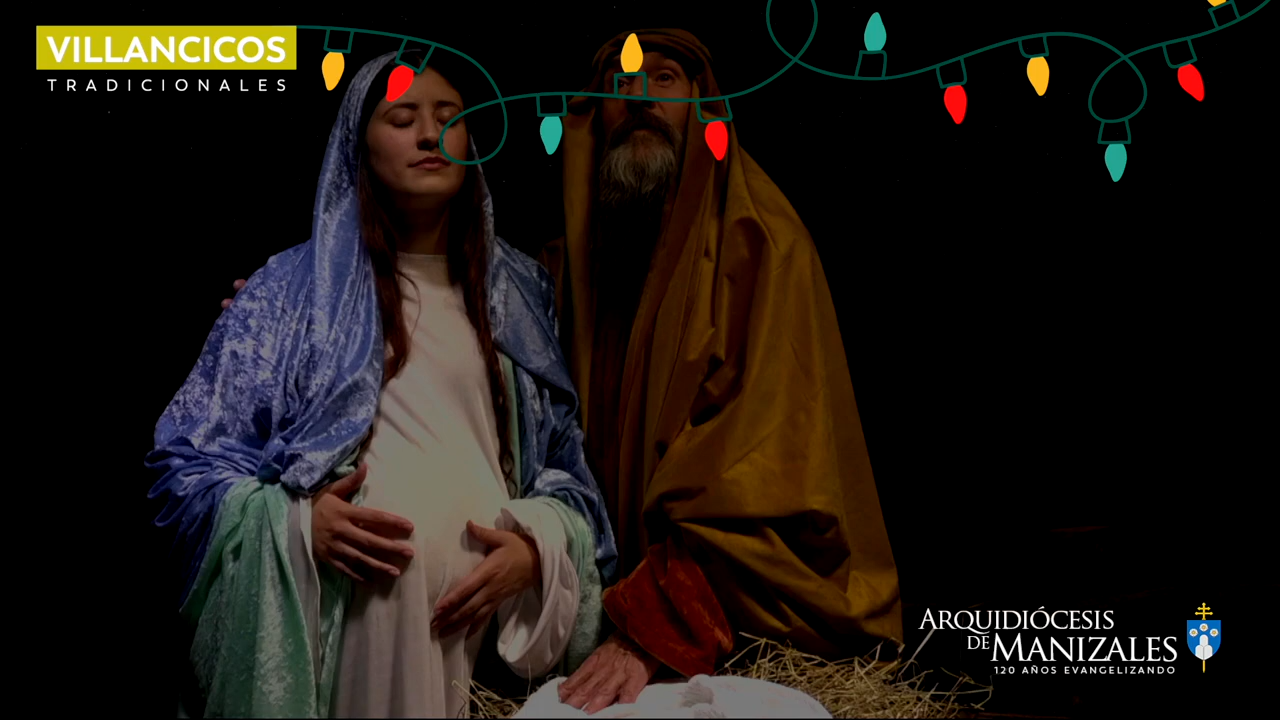 VILLANCICOS
TRADICIONALES
ARQUIDIÓCESIS
DE MANIZALES
120 AÑOS EVANGELIZANDO